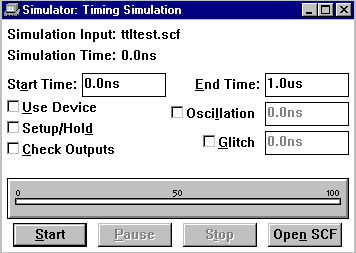 Simulator: Timing Simulation
Simulation Input: ttltest.scf
Simulation Time: 0.0ns
Start Time: 0.0ns End Time: 1.0us
Use Device Oscillation 0.0ns
Setup/Hold Glitch 0.0ns
Check Outputs
0 50 100
Start Pause Stop Open SCF